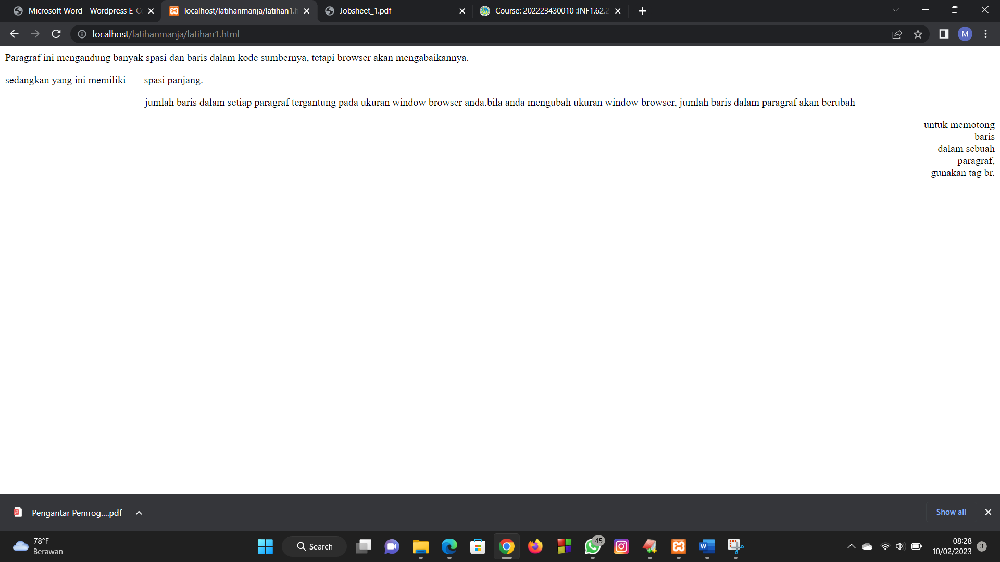 Microsoft Word - Wordpress E-C
localhost/latihanmanja/latihan1.h
Jobsheet_1.pdf
Course: 202223430010 :INF1.62.2
localhost/latihanmanja/latihan1.html
M
Paragraf ini mengandung banyak spasi dan baris dalam kode sumbernya, tetapi browser akan mengabaikannya.
sedangkan yang ini memiliki spasi panjang.
jumlah baris dalam setiap paragraf tergantung pada ukuran window browser anda.bila anda mengubah ukuran window browser, jumlah baris dalam paragraf akan berubah
untuk memotong
baris
dalam sebuah
paragraf,
gunakan tag br.
Pengantar Pemrog....pdf
Show all
78°F
Berawan
Search
45
W
08:28
10/02/2023
3